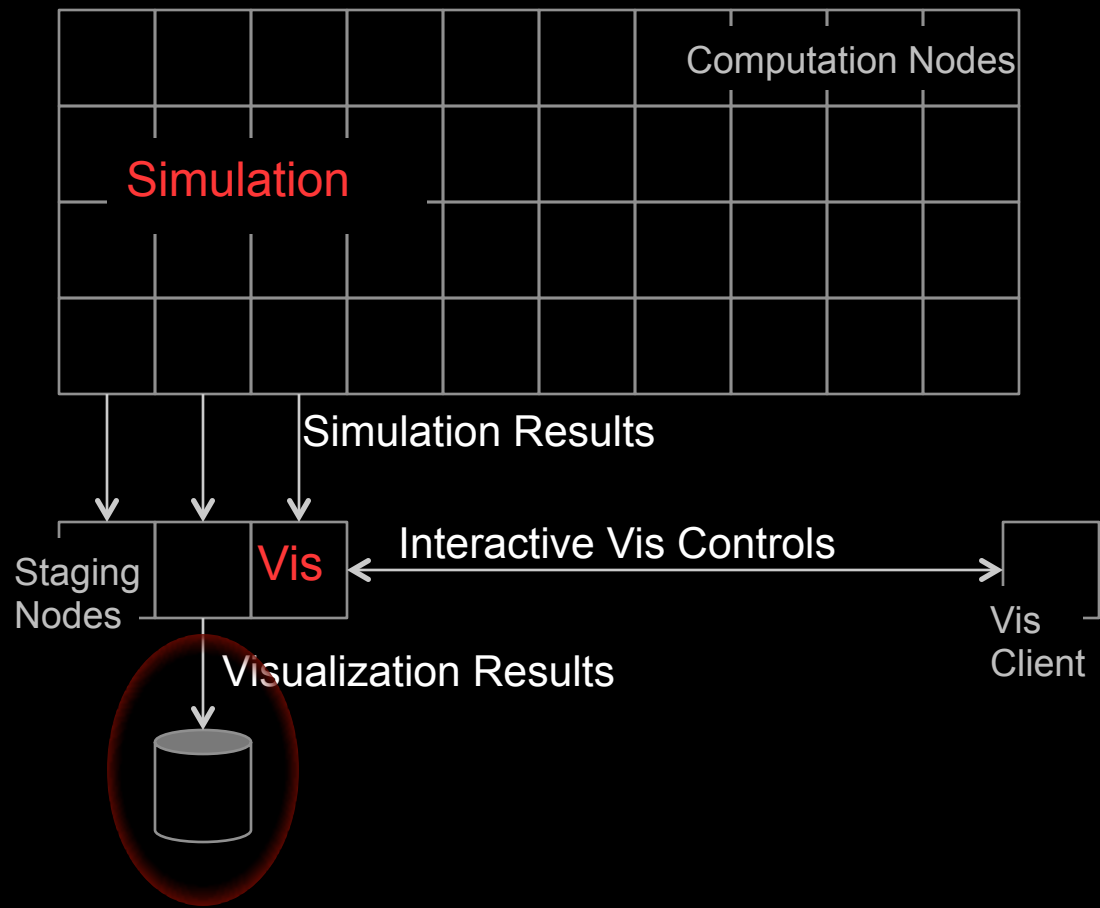 Computation Nodes
Simulation
Simulation Results
Interactive Vis Controls
Vis
Staging
Nodes
Vis
Client
Visualization Results